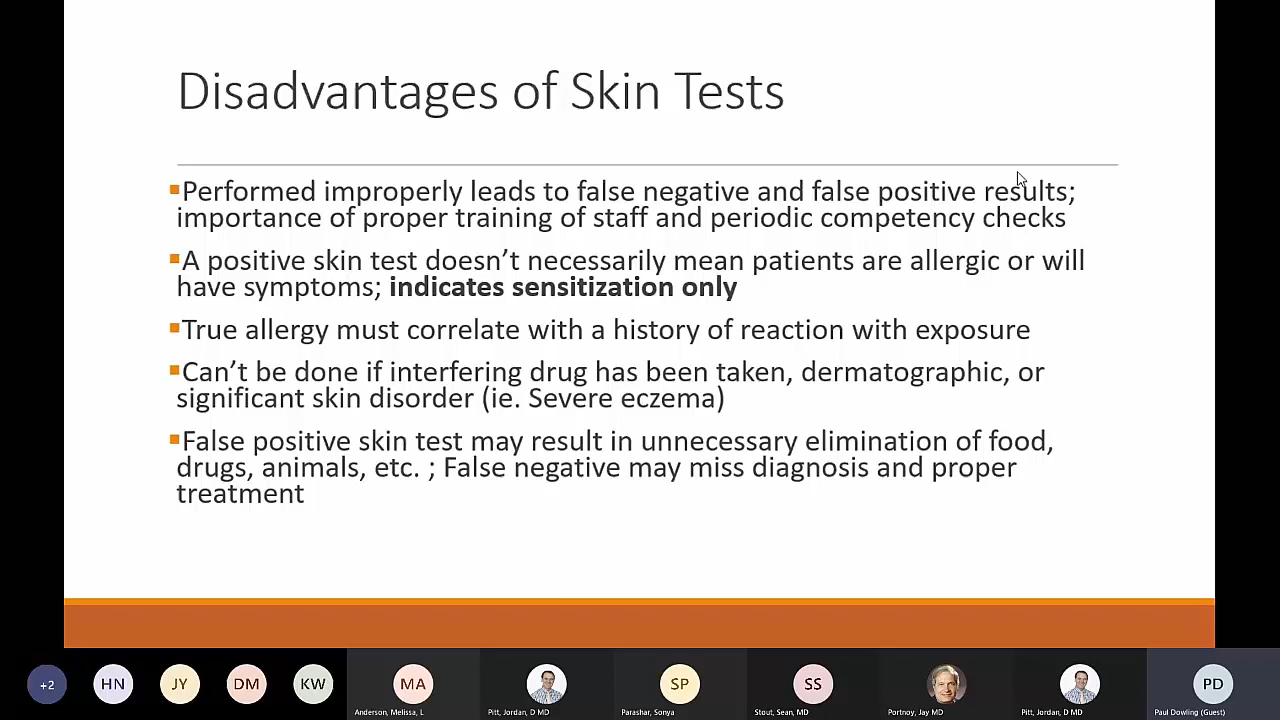 Disadvantages of Skin Tests
Performed improperly leads to false negative and false positive results;
importance of proper training of staff and periodic competency checks
A positive skin test doesn’t necessarily mean patients are allergic or will
have symptoms; indicates sensitization only
True allergy must correlate with a history of reaction with exposure
Can’t be done if interfering drug has been taken, dermatographic, or
significant skin disorder (ie. Severe eczema)
False positive skin test may result in unnecessary elimination of food,
drugs, animals, etc. ; False negative may miss diagnosis and proper
treatment
+2 HN JY DM KW MA SP SS PD
Anderson, Melissa, L Pitt, Jordan, D MD Parashar, Sonya Stout, Sean, MD Portnoy, Jay MD Pitt, Jordan, D MD Paul Dowling (Guest)